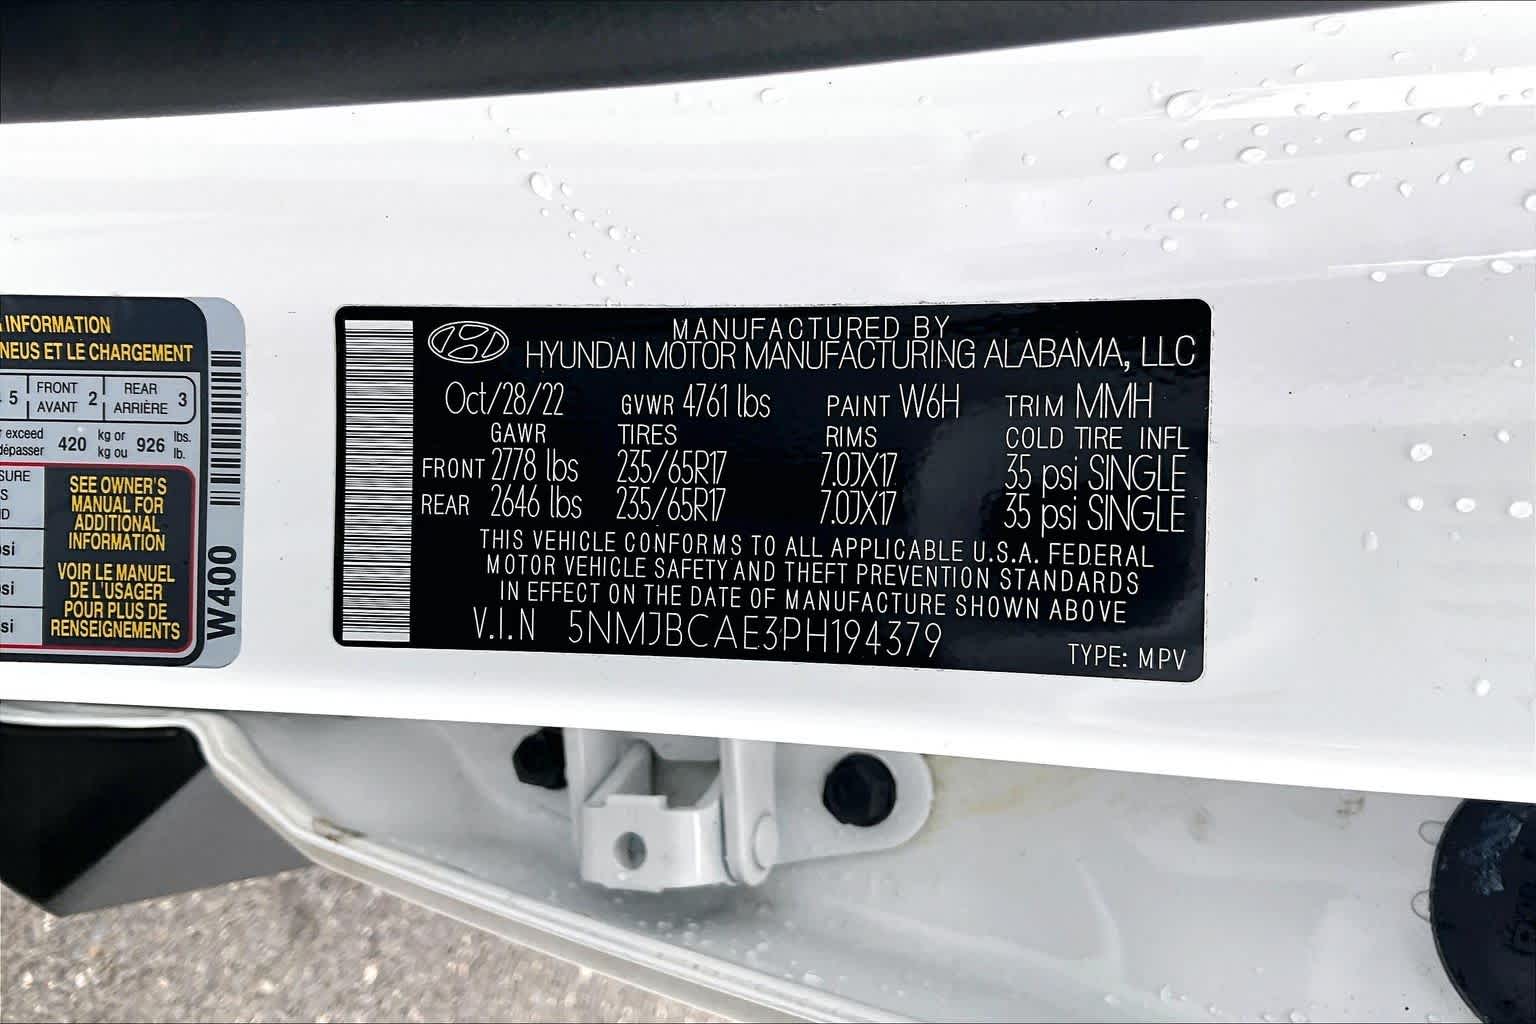 INFORMATION
NEUS ET LE CHARGEMENT
5 FRONT AVANT 2 REAR ARRIÈRE 3
exceed
dépasser 420 kg or kg ou 926 lbs. lb.
SEE OWNER'S
MANUAL FOR
ADDITIONAL
INFORMATION
VOIR LE MANUEL
DE L'USAGER
POUR PLUS DE
RENSEIGNEMENTS
W400
MANUFACTURED BY
HYUNDAI MOTOR MANUFACTURING ALABAMA, LLC
Oct/28/22 GVWR 4761 lbs PAINT W6H TRIM MMH
GAWR TIRES RIMS COLD TIRE INFL
FRONT 2778 lbs 235/65R17 7.0JX17 35 psi SINGLE
REAR 2646 lbs 235/65R17 7.0JX17 35 psi SINGLE
THIS VEHICLE CONFORMS TO ALL APPLICABLE U.S.A. FEDERAL
MOTOR VEHICLE SAFETY AND THEFT PREVENTION STANDARDS
IN EFFECT ON THE DATE OF MANUFACTURE SHOWN ABOVE
V.I.N 5NMJBCAE3PH194379
TYPE: MPV